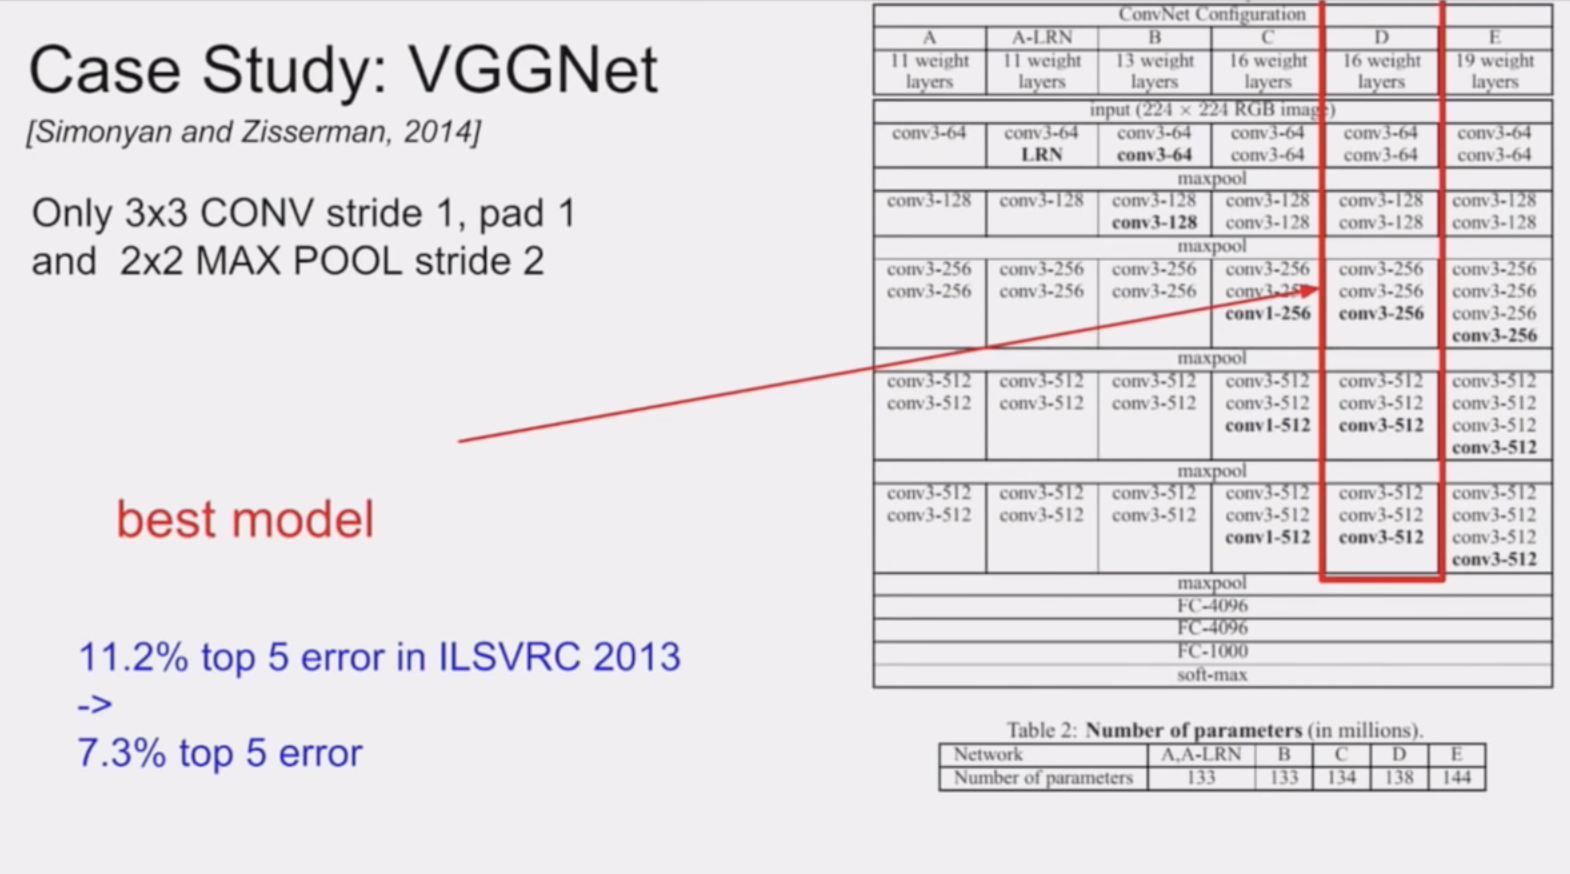 Case Study: VGGNet
[Simonyan and Zisserman, 2014]
Only 3x3 CONV stride 1, pad 1
and 2x2 MAX POOL stride 2
best model
11.2% top 5 error in ILSVRC 2013
->
7.3% top 5 error
ConvNet Configuration
A A-LRN B C D E
11 weight 11 weight 13 weight 16 weight 16 weight 19 weight
layers layers layers layers layers layers
input (224 × 224 RGB image)
conv3-64 conv3-64 conv3-64 conv3-64 conv3-64 conv3-64
LRN conv3-64 conv3-64 conv3-64 conv3-64
maxpool
conv3-128 conv3-128 conv3-128 conv3-128 conv3-128 conv3-128
conv3-128 conv3-128 conv3-128 conv3-128
maxpool
conv3-256 conv3-256 conv3-256 conv3-256 conv3-256 conv3-256
conv3-256 conv3-256 conv3-256 conv3-256 conv3-256 conv3-256
conv1-256 conv3-256 conv3-256
conv3-256
maxpool
conv3-512 conv3-512 conv3-512 conv3-512 conv3-512 conv3-512
conv3-512 conv3-512 conv3-512 conv3-512 conv3-512 conv3-512
conv1-512 conv3-512 conv3-512
conv3-512
maxpool
conv3-512 conv3-512 conv3-512 conv3-512 conv3-512 conv3-512
conv3-512 conv3-512 conv3-512 conv3-512 conv3-512 conv3-512
conv1-512 conv3-512 conv3-512
conv3-512
maxpool
FC-4096
FC-4096
FC-1000
soft-max
Table 2: Number of parameters (in millions).
Network A,A-LRN B C D E
Number of parameters 133 133 134 138 144